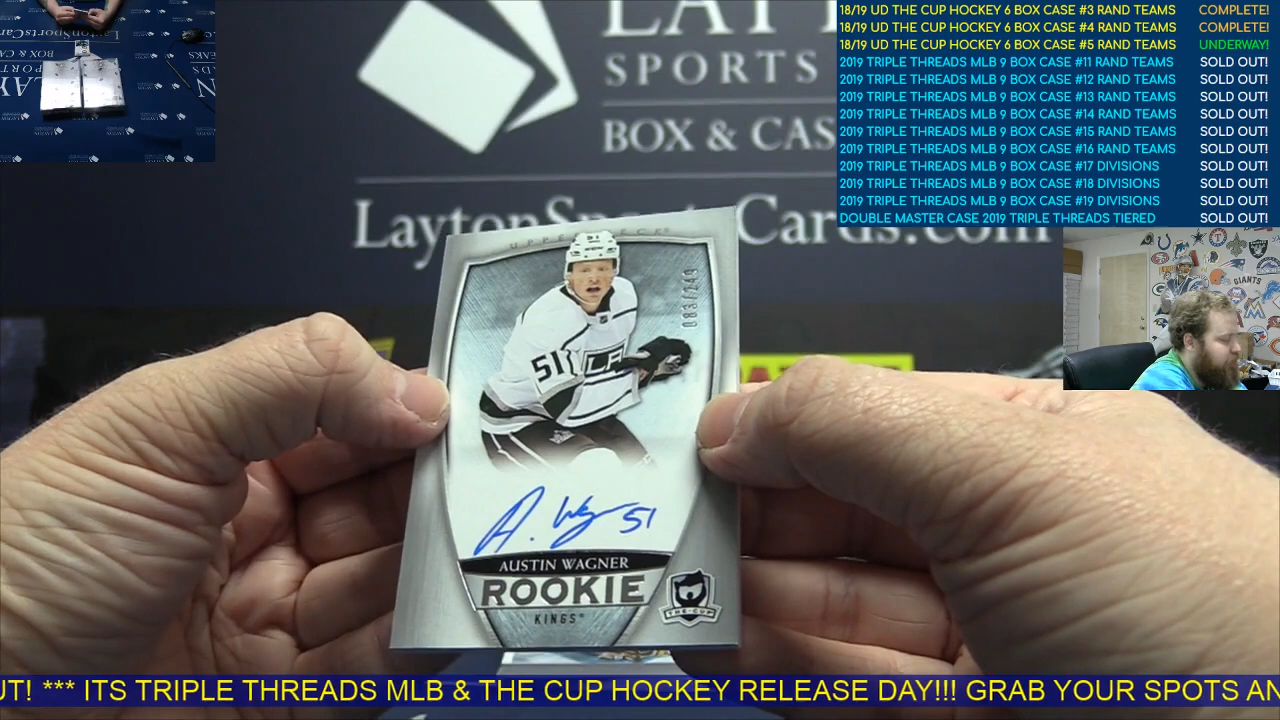 18/19 UD THE CUP HOCKEY 6 BOX CASE #3 RAND TEAMS COMPLETE!
18/19 UD THE CUP HOCKEY 6 BOX CASE #4 RAND TEAMS COMPLETE!
18/19 UD THE CUP HOCKEY 6 BOX CASE #5 RAND TEAMS UNDERWAY!
2019 TRIPLE THREADS MLB 9 BOX CASE #11 RAND TEAMS SOLD OUT!
2019 TRIPLE THREADS MLB 9 BOX CASE #12 RAND TEAMS SOLD OUT!
2019 TRIPLE THREADS MLB 9 BOX CASE #13 RAND TEAMS SOLD OUT!
2019 TRIPLE THREADS MLB 9 BOX CASE #14 RAND TEAMS SOLD OUT!
2019 TRIPLE THREADS MLB 9 BOX CASE #15 RAND TEAMS SOLD OUT!
2019 TRIPLE THREADS MLB 9 BOX CASE #16 RAND TEAMS SOLD OUT!
2019 TRIPLE THREADS MLB 9 BOX CASE #17 DIVISIONS SOLD OUT!
2019 TRIPLE THREADS MLB 9 BOX CASE #18 DIVISIONS SOLD OUT!
2019 TRIPLE THREADS MLB 9 BOX CASE #19 DIVISIONS SOLD OUT!
DOUBLE MASTER CASE 2019 TRIPLE THREADS TIERED SOLD OUT!
SPORTS
BOX & CAS
UPPER DECK
51
083/249
51
LA
A. Wagner 51
AUSTIN WAGNER
ROOKIE
KINGS
THE CUP
GIANTS
UT! *** ITS TRIPLE THREADS MLB & THE CUP HOCKEY RELEASE DAY!!! GRAB YOUR SPOTS AN